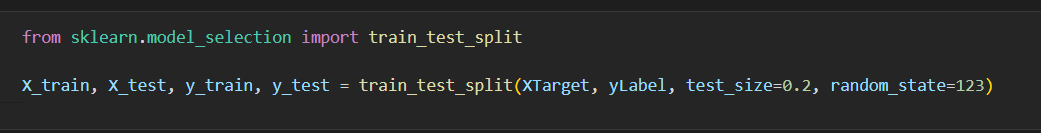 from sklearn.model_selection import train_test_split
X_train, X_test, y_train, y_test = train_test_split(XTarget, yLabel, test_size=0.2, random_state=123)